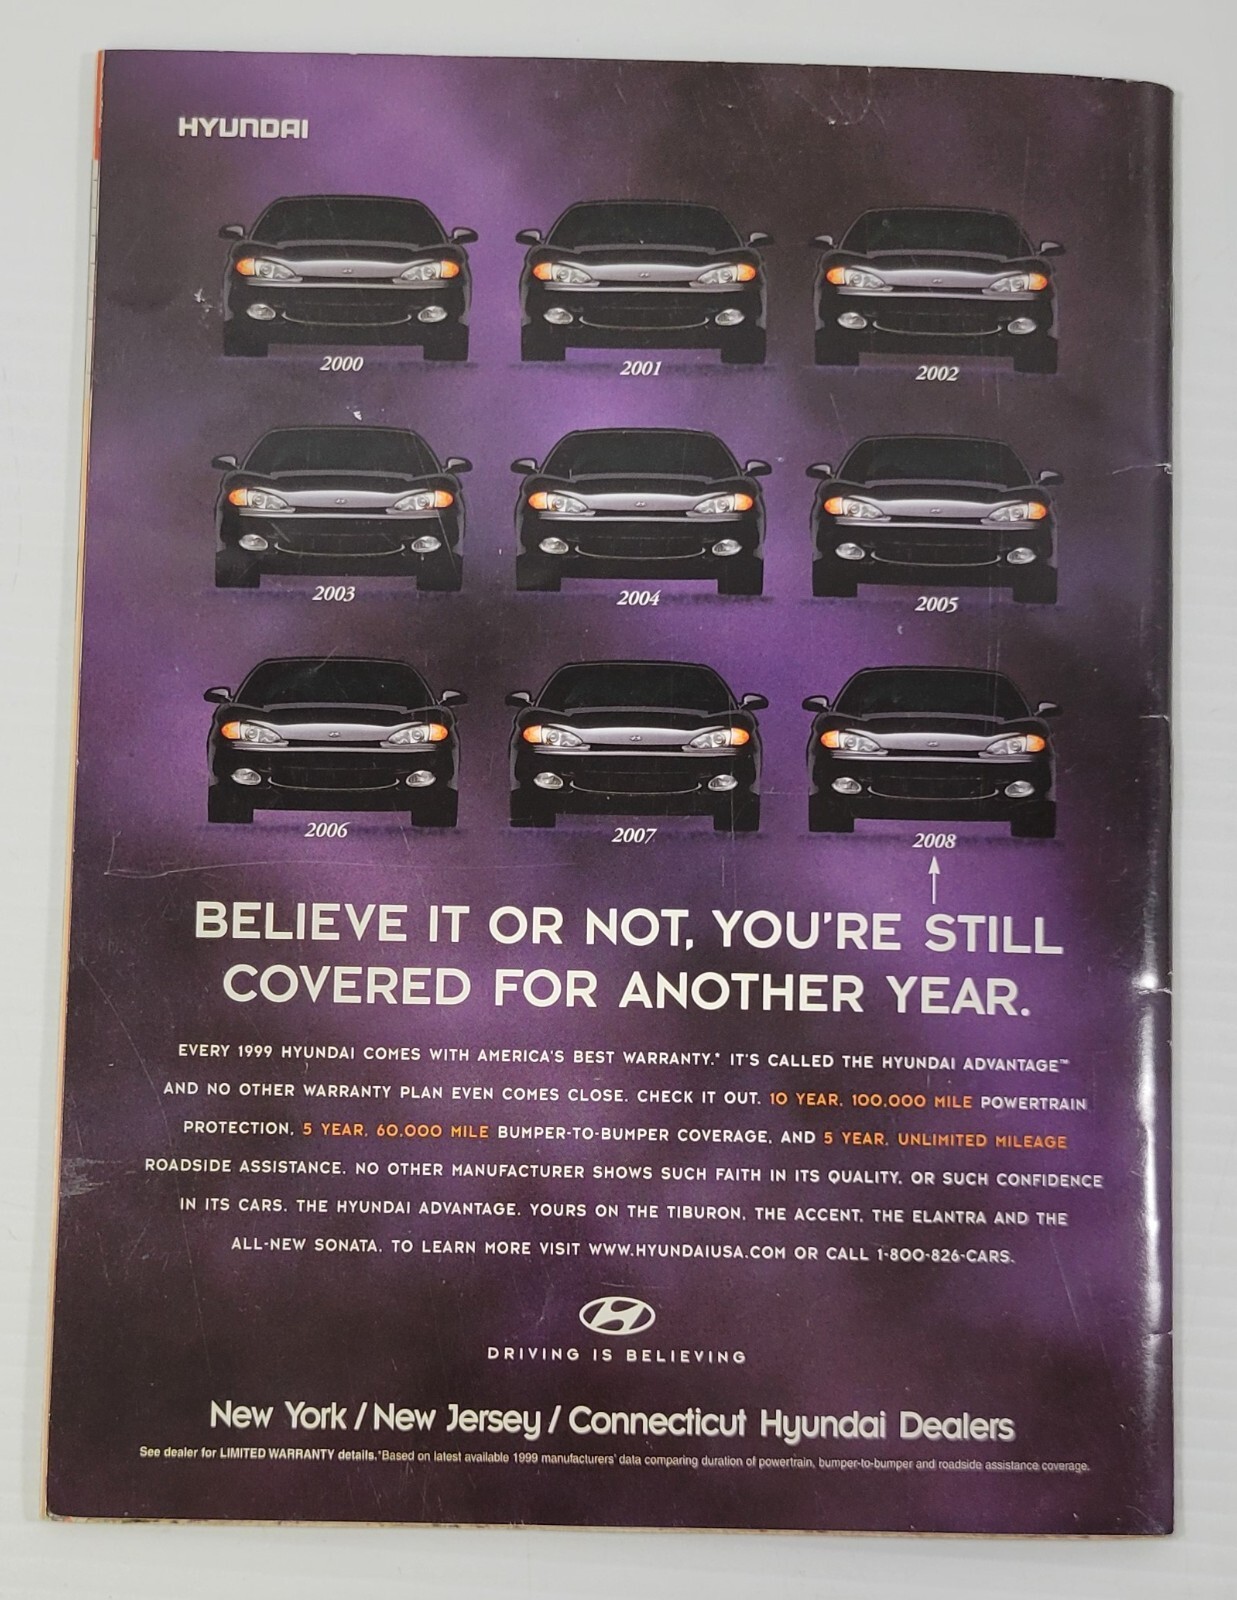 HYUNDAI
2000
2001
2002
2003
2004
2005
2006
2007
2008
BELIEVE IT OR NOT, YOU'RE STILL
COVERED FOR ANOTHER YEAR.
EVERY 1999 HYUNDAI COMES WITH AMERICA'S BEST WARRANTY.* IT'S CALLED THE HYUNDAI ADVANTAGE™
AND NO OTHER WARRANTY PLAN EVEN COMES CLOSE. CHECK IT OUT. 10 YEAR, 100,000 MILE POWERTRAIN
PROTECTION, 5 YEAR, 60,000 MILE BUMPER-TO-BUMPER COVERAGE, AND 5 YEAR, UNLIMITED MILEAGE
ROADSIDE ASSISTANCE. NO OTHER MANUFACTURER SHOWS SUCH FAITH IN ITS QUALITY, OR SUCH CONFIDENCE
IN ITS CARS. THE HYUNDAI ADVANTAGE. YOURS ON THE TIBURON, THE ACCENT, THE ELANTRA AND THE
ALL-NEW SONATA. TO LEARN MORE VISIT WWW.HYUNDAIUSA.COM OR CALL 1-800-826-CARS.
DRIVING IS BELIEVING
New York / New Jersey / Connecticut Hyundai Dealers
See dealer for LIMITED WARRANTY details. *Based on latest available 1999 manufacturers' data comparing duration of powertrain, bumper-to-bumper and roadside assistance coverage.